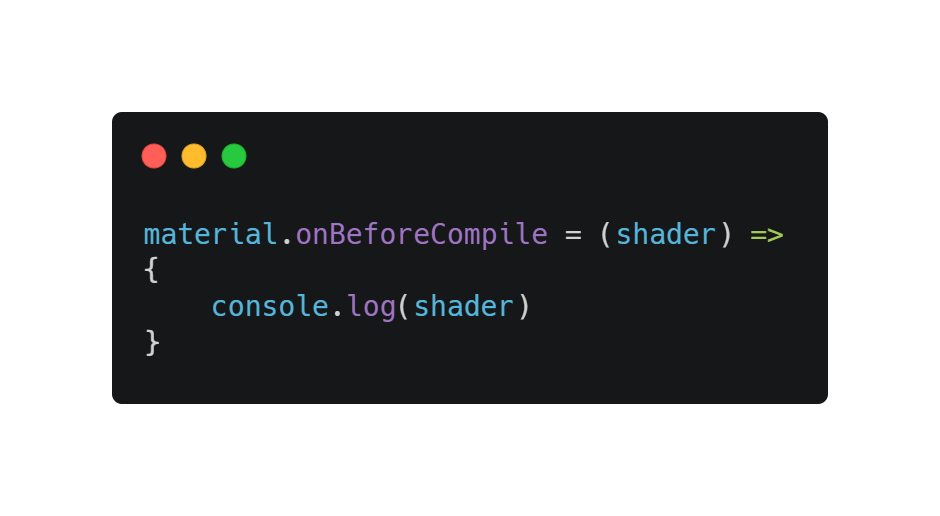 material.onBeforeCompile = (shader) =>
{
    console.log(shader)
}